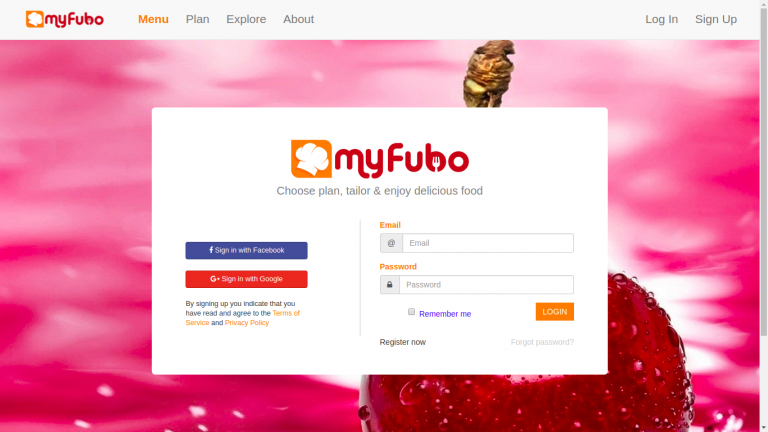 myFubo Menu Plan Explore About Log In Sign Up
myFubo
Choose plan, tailor & enjoy delicious food
Sign in with Facebook
G+ Sign in with Google
By signing up you indicate that you
have read and agree to the Terms of
Service and Privacy Policy
Email
@ Email
Password
Password
Remember me
LOGIN
Register now
Forgot password?